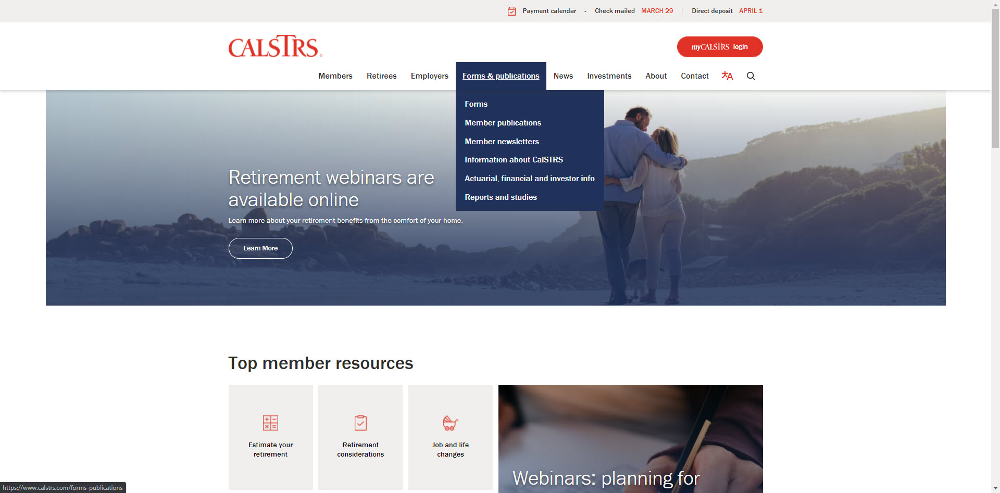 Payment calendar - Check mailed MARCH 29 | Direct deposit APRIL 1
CALSTRS
myCALSTRS login
Members Retirees Employers Forms & publications News Investments About Contact
Forms
Member publications
Member newsletters
Information about CalSTRS
Actuarial, financial and investor info
Reports and studies
Retirement webinars are
available online
Learn more about your retirement benefits from the comfort of your home.
Learn More
Top member resources
Estimate your
retirement
Retirement
considerations
Job and life
changes
Webinars: planning for
https://www.calstrs.com/forms-publications